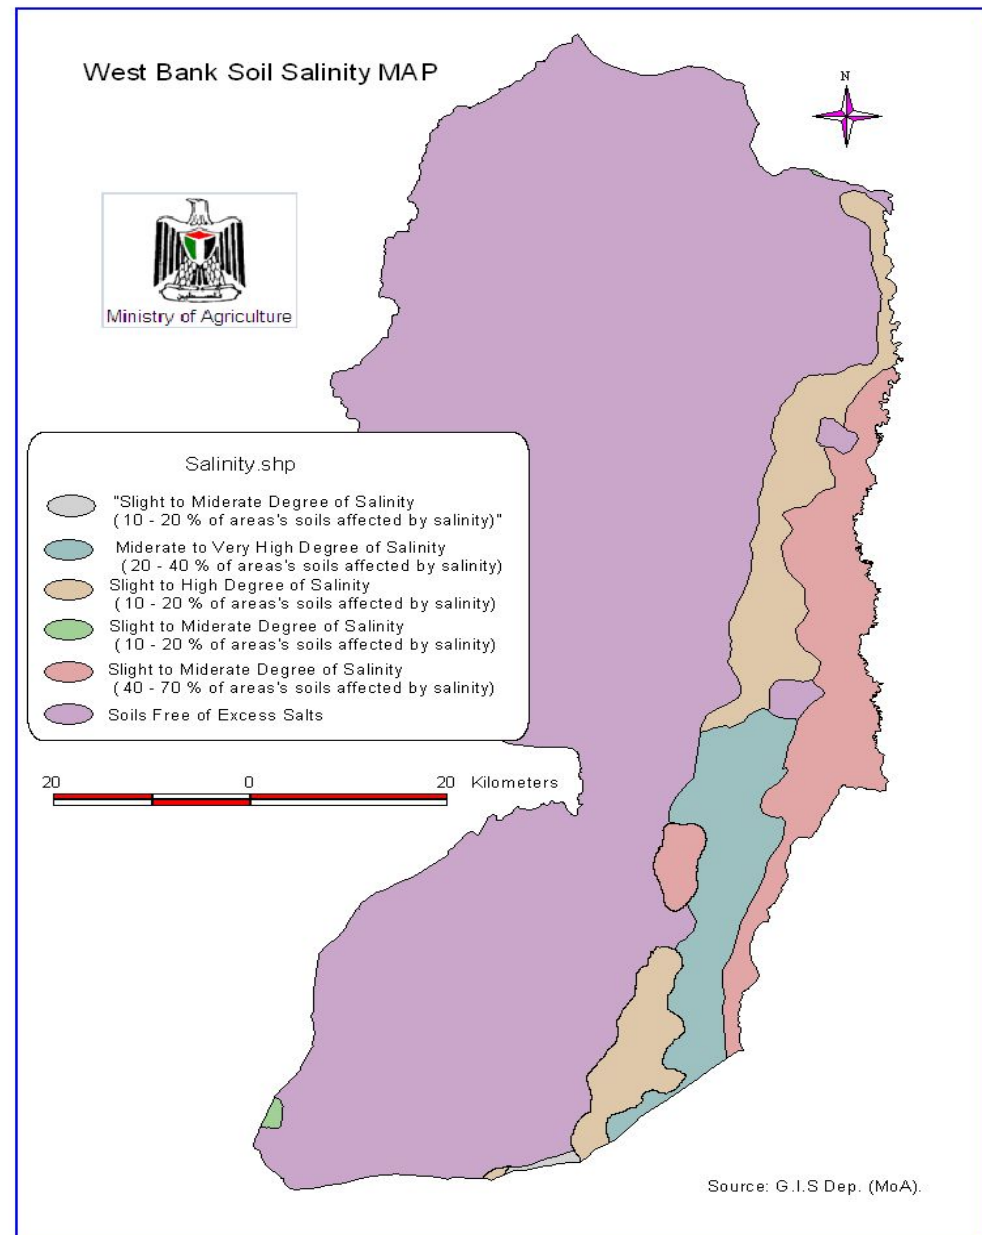 West Bank Soil Salinity MAP
N
فلسطين
Ministry of Agriculture
Salinity.shp
"Slight to Miderate Degree of Salinity
(10 - 20 % of areas's soils affected by salinity)"
Miderate to Very High Degree of Salinity
(20 - 40 % of areas's soils affected by salinity)
Slight to High Degree of Salinity
(10 - 20 % of areas's soils affected by salinity)
Slight to Miderate Degree of Salinity
(10 - 20 % of areas's soils affected by salinity)
Slight to Miderate Degree of Salinity
(40 - 70 % of areas's soils affected by salinity)
Soils Free of Excess Salts
20 0 20 Kilometers
Source: G.I.S Dep. (MoA).